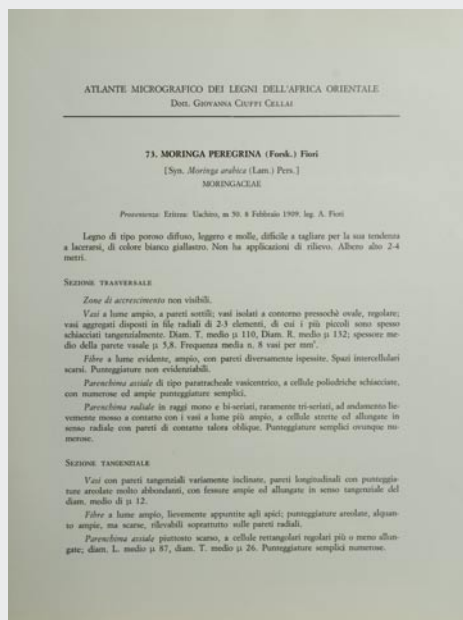 ATLANTE MICROGRAFICO DEI LEGNI DELL'AFRICA ORIENTALE
Dott. Giovanna Ciuffi Cellai
73. MORINGA PEREGRINA (Forsk.) Fiori
[Syn. Moringa arabica (Lam.) Pers.]
MORINGACEAE
Provenienza: Eritrea: Uachiro, m 50. 8 Febbraio 1909. leg. A. Fiori
Legno di tipo poroso diffuso, leggero e molle, difficile a tagliare per la sua tendenza
a lacerarsi, di colore bianco giallastro. Non ha applicazioni di rilievo. Albero alto 2-4
metri.
Sezione trasversale
Zone di accrescimento non visibili.
Vasi a lume ampio, a pareti sottili; vasi isolati a contorno pressochè ovale, regolare;
vasi aggregati disposti in file radiali di 2-3 elementi, di cui i più piccoli sono spesso
schiacciati tangenzialmente. Diam. T. medio µ 110, Diam. R. medio µ 132; spessore me-
dio della parete vasale µ 5,8. Frequenza media n. 8 vasi per mm².
Fibre a lume evidente, ampio, con pareti diversamente ispessite. Spazi intercellulari
scarsi. Punteggiature non evidenziabili.
Parenchima assiale di tipo paratracheale vasicentrico, a cellule poliedriche schiacciate,
con numerose ed ampie punteggiature semplici.
Parenchima radiale in raggi mono e bi-seriati, raramente tri-seriati, ad andamento lie-
vemente mosso a contatto con i vasi a lume più ampio, a cellule strette ed allungate in
senso radiale con pareti di contatto talora oblique. Punteggiature semplici ovunque nu-
merose.
Sezione tangenziale
Vasi con pareti tangenziali variamente inclinate, pareti longitudinali con punteggia-
ture areolate molto abbondanti, con fessure ampie ed allungate in senso tangenziale del
diam. medio di µ 12.
Fibre a lume ampio, lievemente appuntite agli apici; punteggiature areolate, alquan-
to ampie, ma scarse, rilevabili soprattutto sulle pareti radiali.
Parenchima assiale piuttosto scarso, a cellule rettangolari regolari più o meno allun-
gate; diam. L. medio µ 87, diam. T. medio µ 26. Punteggiature semplici numerose.